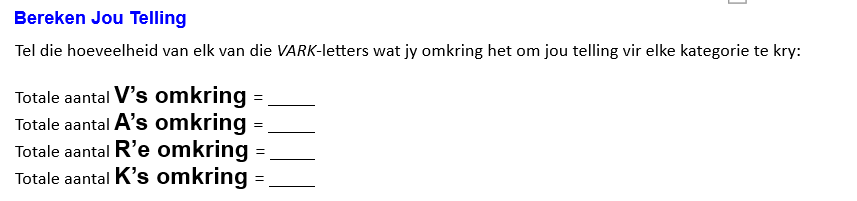 Bereken Jou Telling
Tel die hoeveelheid van elk van die VARK-letters wat jy omkring het om jou telling vir elke kategorie te kry:
Totale aantal V’s omkring = _____
Totale aantal A’s omkring = _____
Totale aantal R’e omkring = _____
Totale aantal K’s omkring = _____